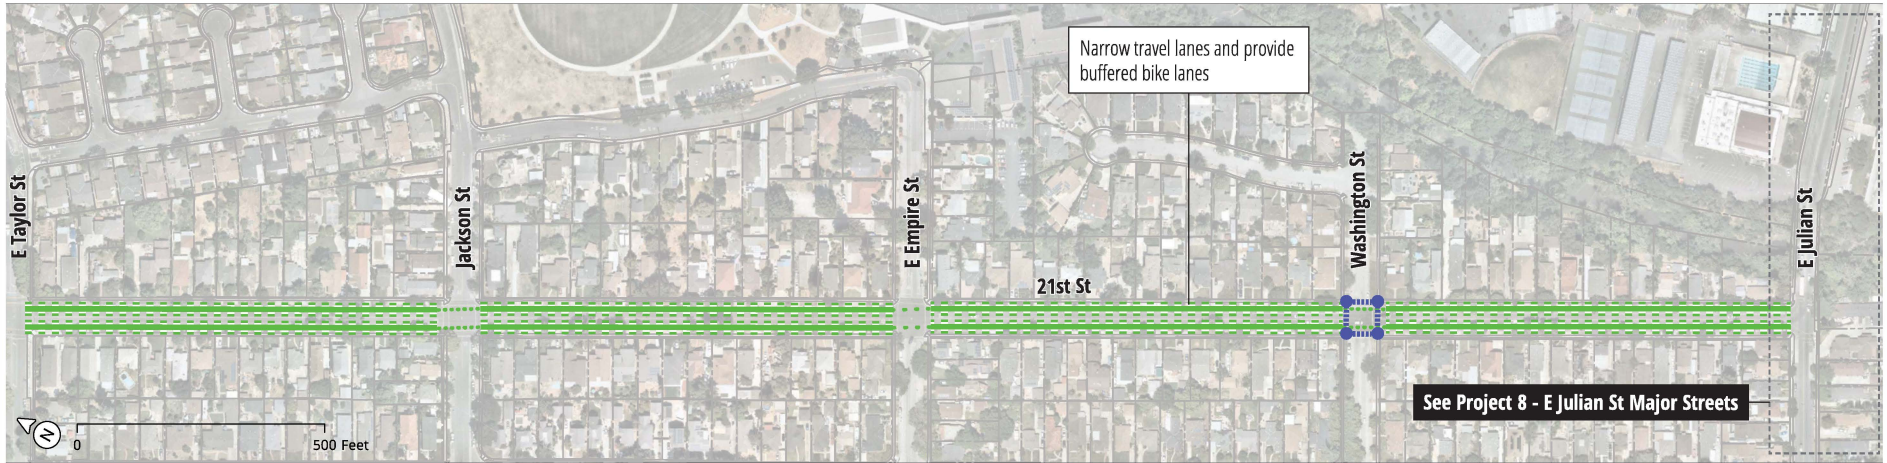 Narrow travel lanes and provide
buffered bike lanes
E Taylor St
Jackson St
E Empire St
21st St
Washington St
E Julian St
See Project 8 - E Julian St Major Streets
N
0
500 Feet